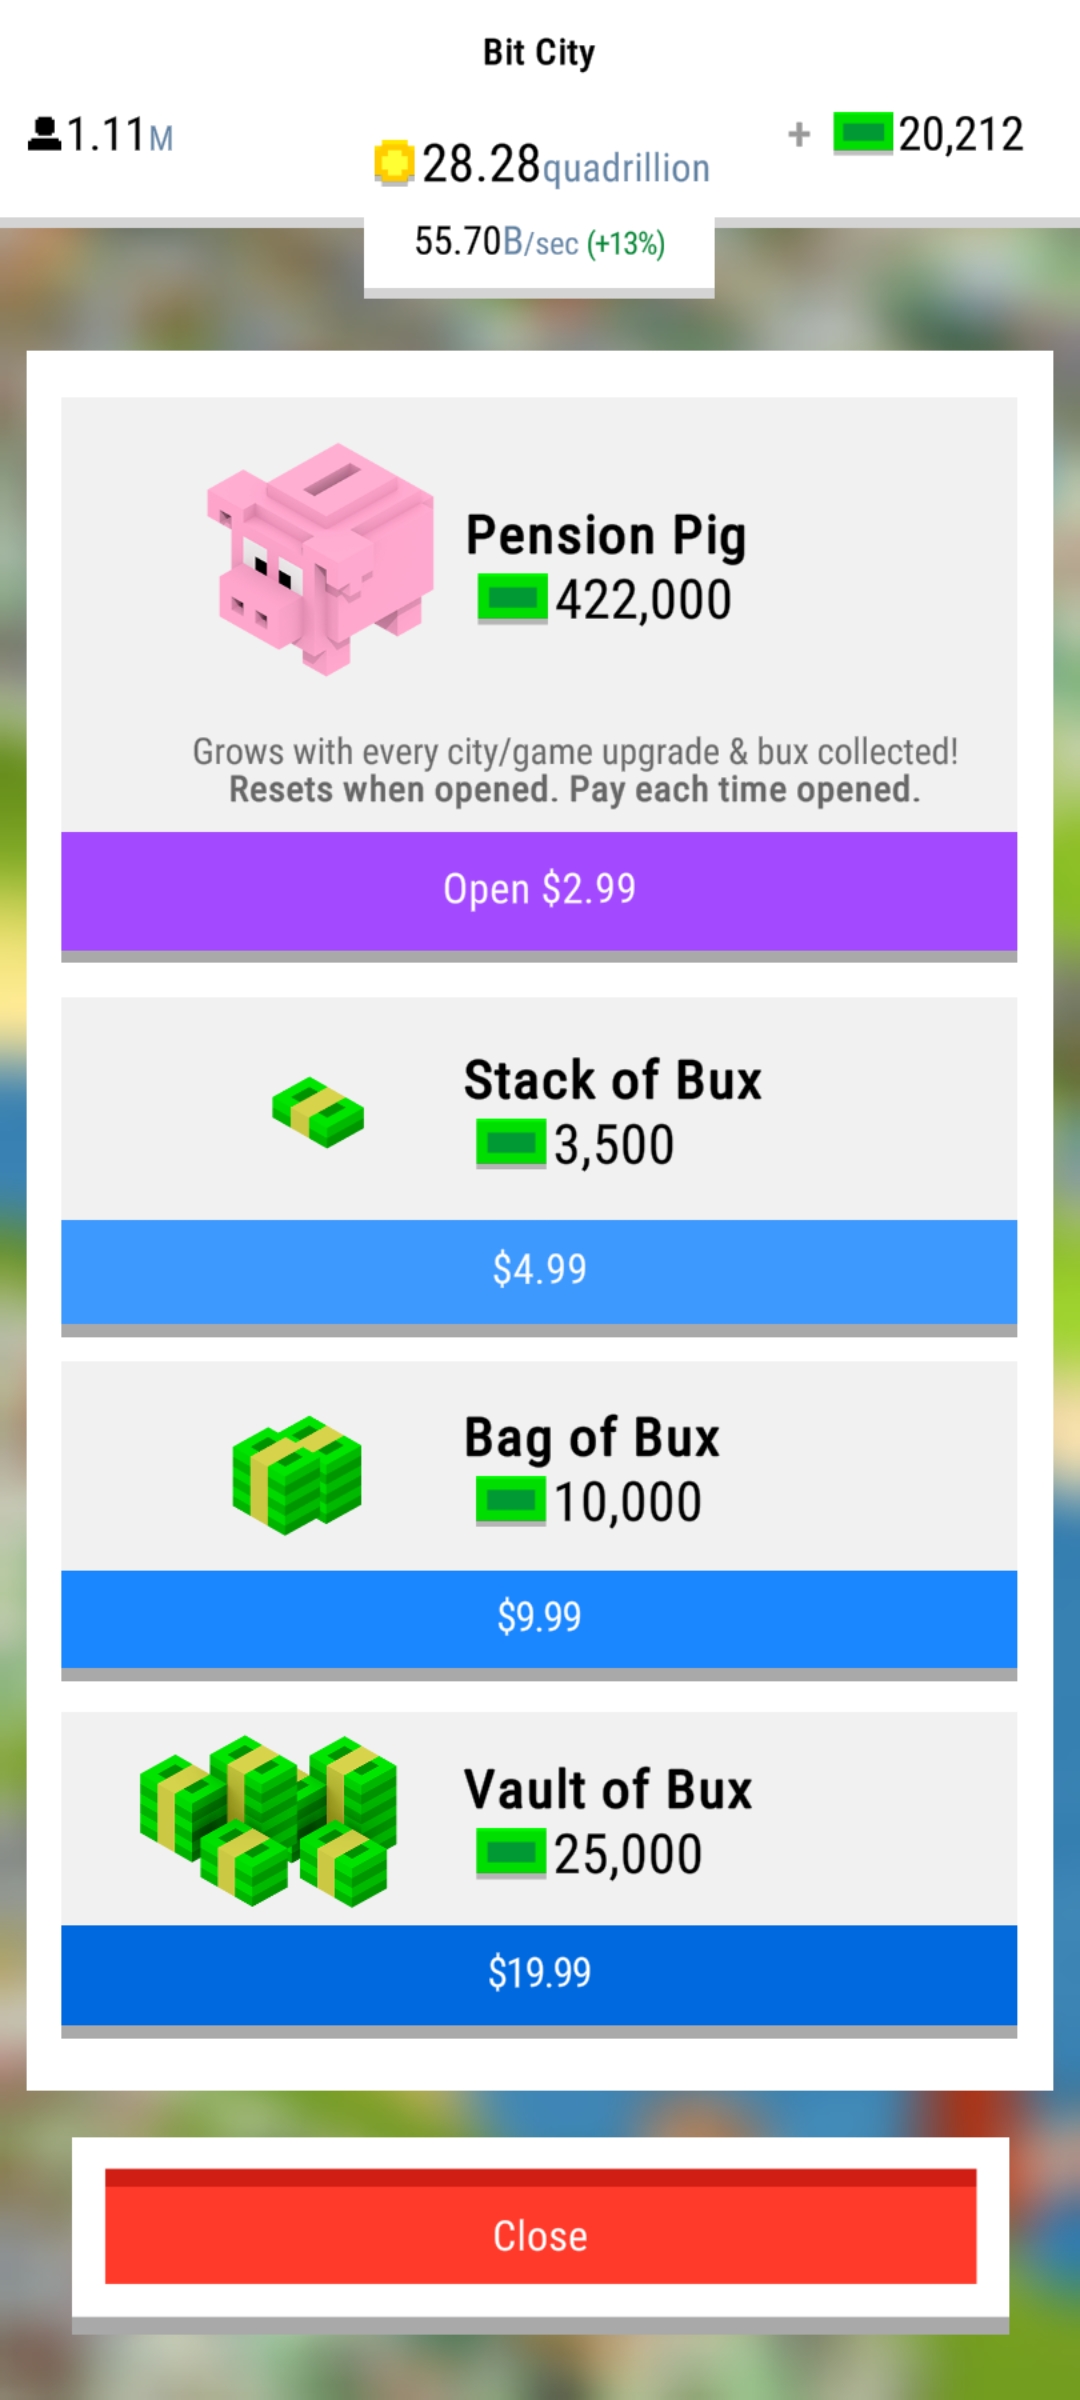 Bit City
1.11M
28.28quadrillion
+ 20,212
55.70B/sec (+13%)
Pension Pig
422,000
Grows with every city/game upgrade & bux collected!
Resets when opened. Pay each time opened.
Open $2.99
Stack of Bux
3,500
$4.99
Bag of Bux
10,000
$9.99
Vault of Bux
25,000
$19.99
Close